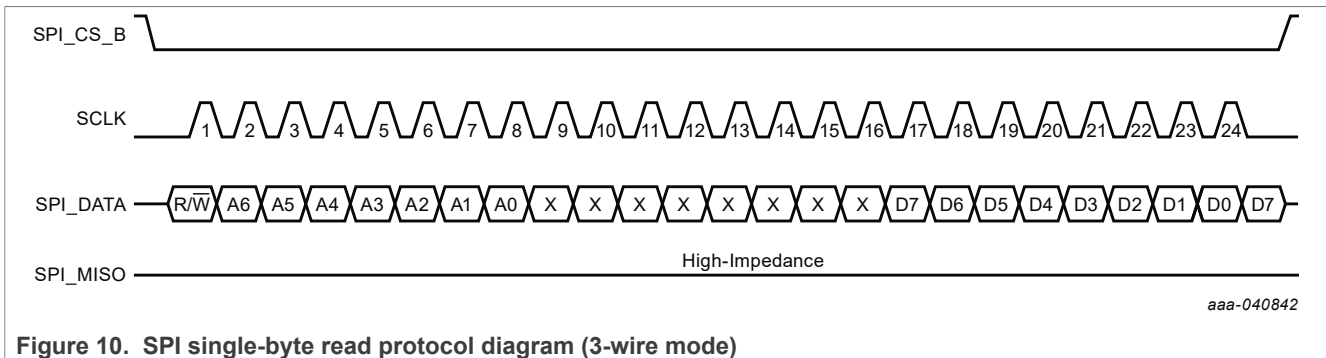 SPI_CS_B
SCLK 1 2 3 4 5 6 7 8 9 10 11 12 13 14 15 16 17 18 19 20 21 22 23 24
SPI_DATA R/W̅ A6 A5 A4 A3 A2 A1 A0 X X X X X X X X D7 D6 D5 D4 D3 D2 D1 D0 D7
High-Impedance
SPI_MISO
aaa-040842
Figure 10. SPI single-byte read protocol diagram (3-wire mode)